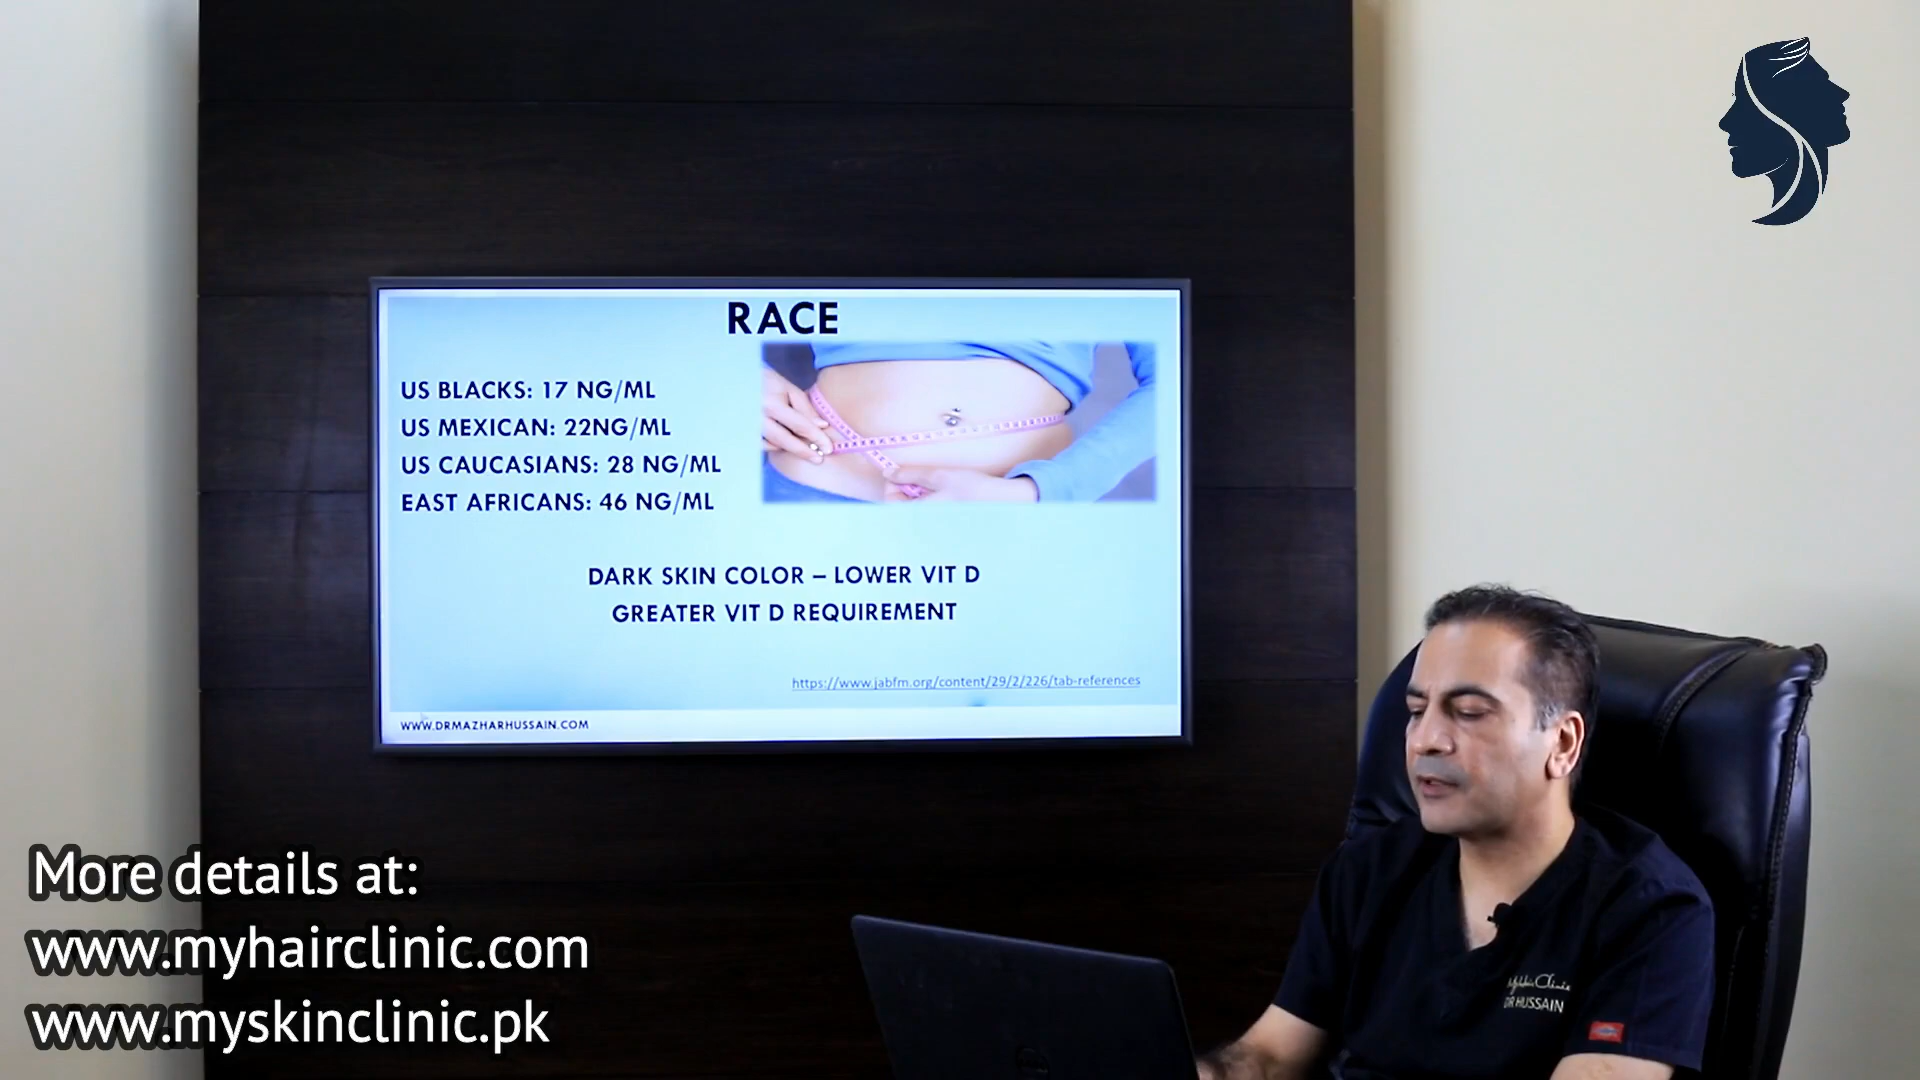 RACE
US BLACKS: 17 NG/ML
US MEXICAN: 22NG/ML
US CAUCASIANS: 28 NG/ML
EAST AFRICANS: 46 NG/ML
DARK SKIN COLOR – LOWER VIT D
GREATER VIT D REQUIREMENT
https://www.jabfm.org/content/29/2/226/tab-references
WWW.DRMAZHARHUSSAIN.COM
More details at:
www.myhairclinic.com
www.myskinclinic.pk
DR HUSSAIN